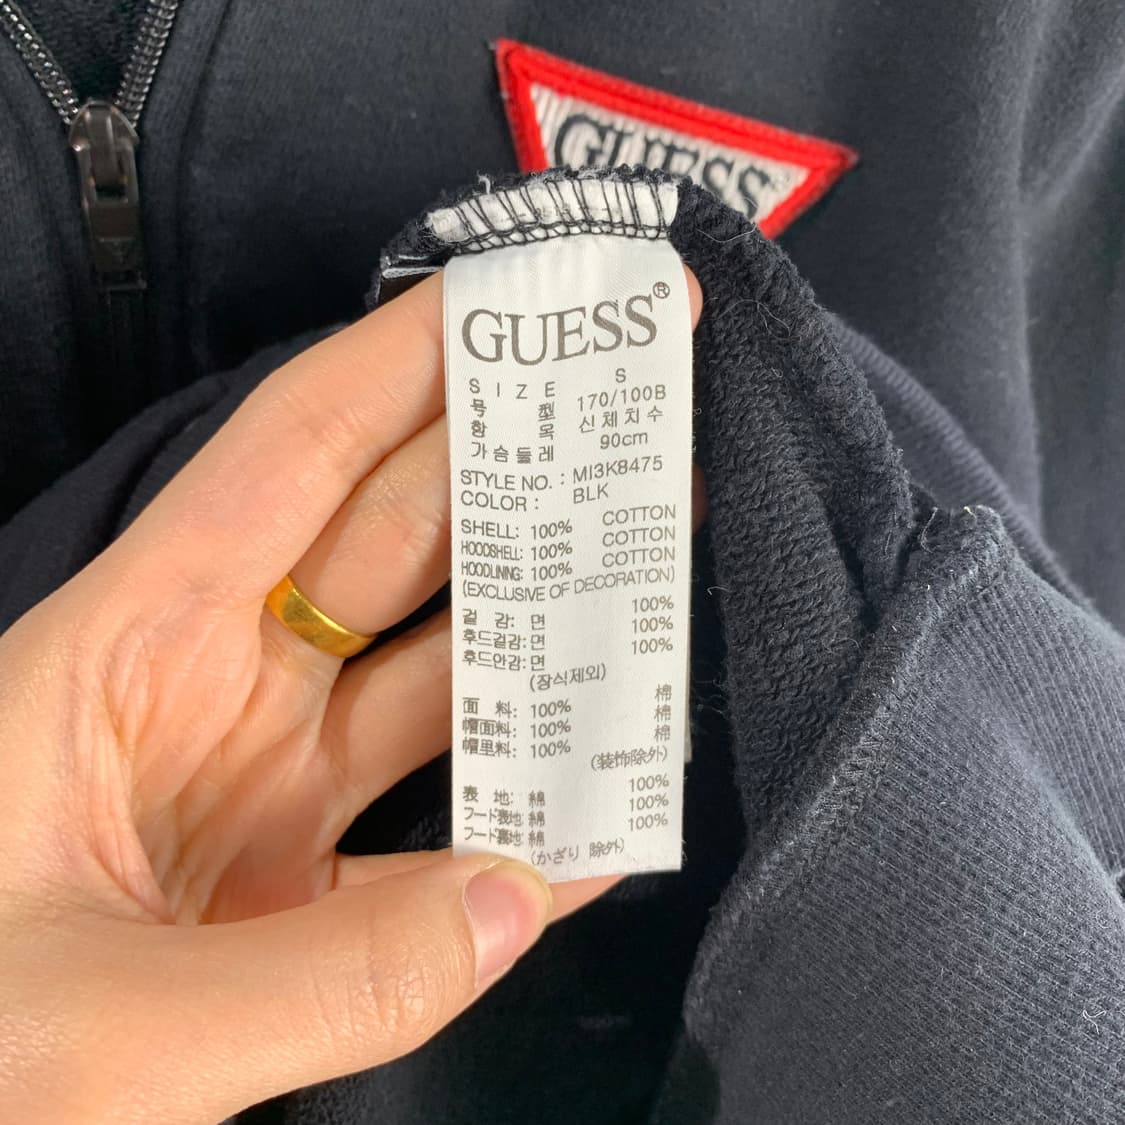 GUESS
GUESS®
SIZE S
号 型 170/100B
항 목 신체치수
가슴둘레 90cm
STYLE NO. : MI3K8475
COLOR : BLK
SHELL: 100% COTTON
HOODSHELL: 100% COTTON
HOODLINING: 100% COTTON
(EXCLUSIVE OF DECORATION)
겉 감: 면 100%
후드겉감: 면 100%
후드안감: 면 100%
(장식제외)
面 料: 100% 棉
帽面料: 100% 棉
帽里料: 100% 棉
(装饰除外)
表 地: 綿 100%
フード表地: 綿 100%
フード裏地: 綿 100%
(かざり 除外)